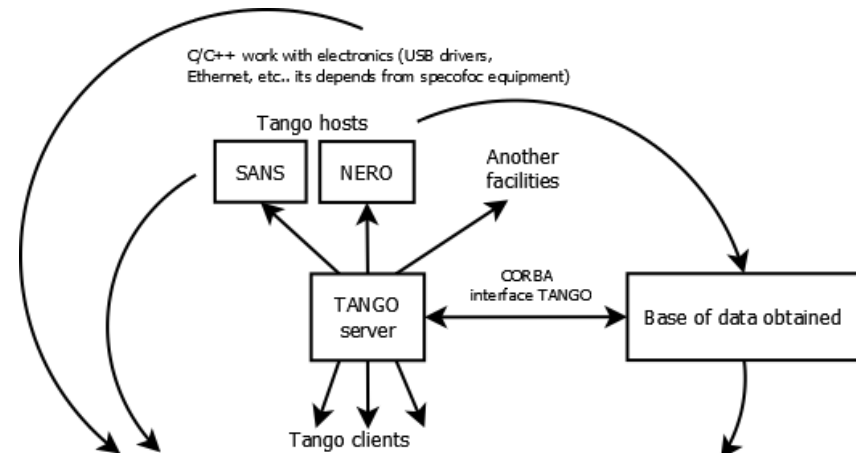 C/C++ work with electronics (USB drivers,
Ethernet, etc.. its depends from specofoc equipment)
Tango hosts
SANS
NERO
Another
facilities
TANGO
server
CORBA
interface TANGO
Base of data obtained
Tango clients